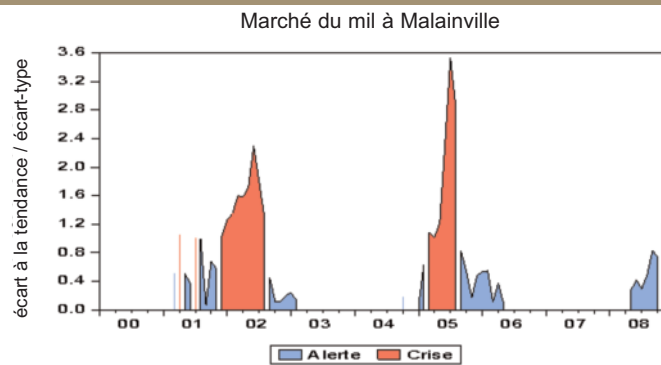 Marché du mil à Malainville
écart à la tendance / écart-type
3.6
3.2
2.8
2.4
2.0
1.6
1.2
0.8
0.4
0.0
00 01 02 03 04 05 06 07 08
Alerte Crise